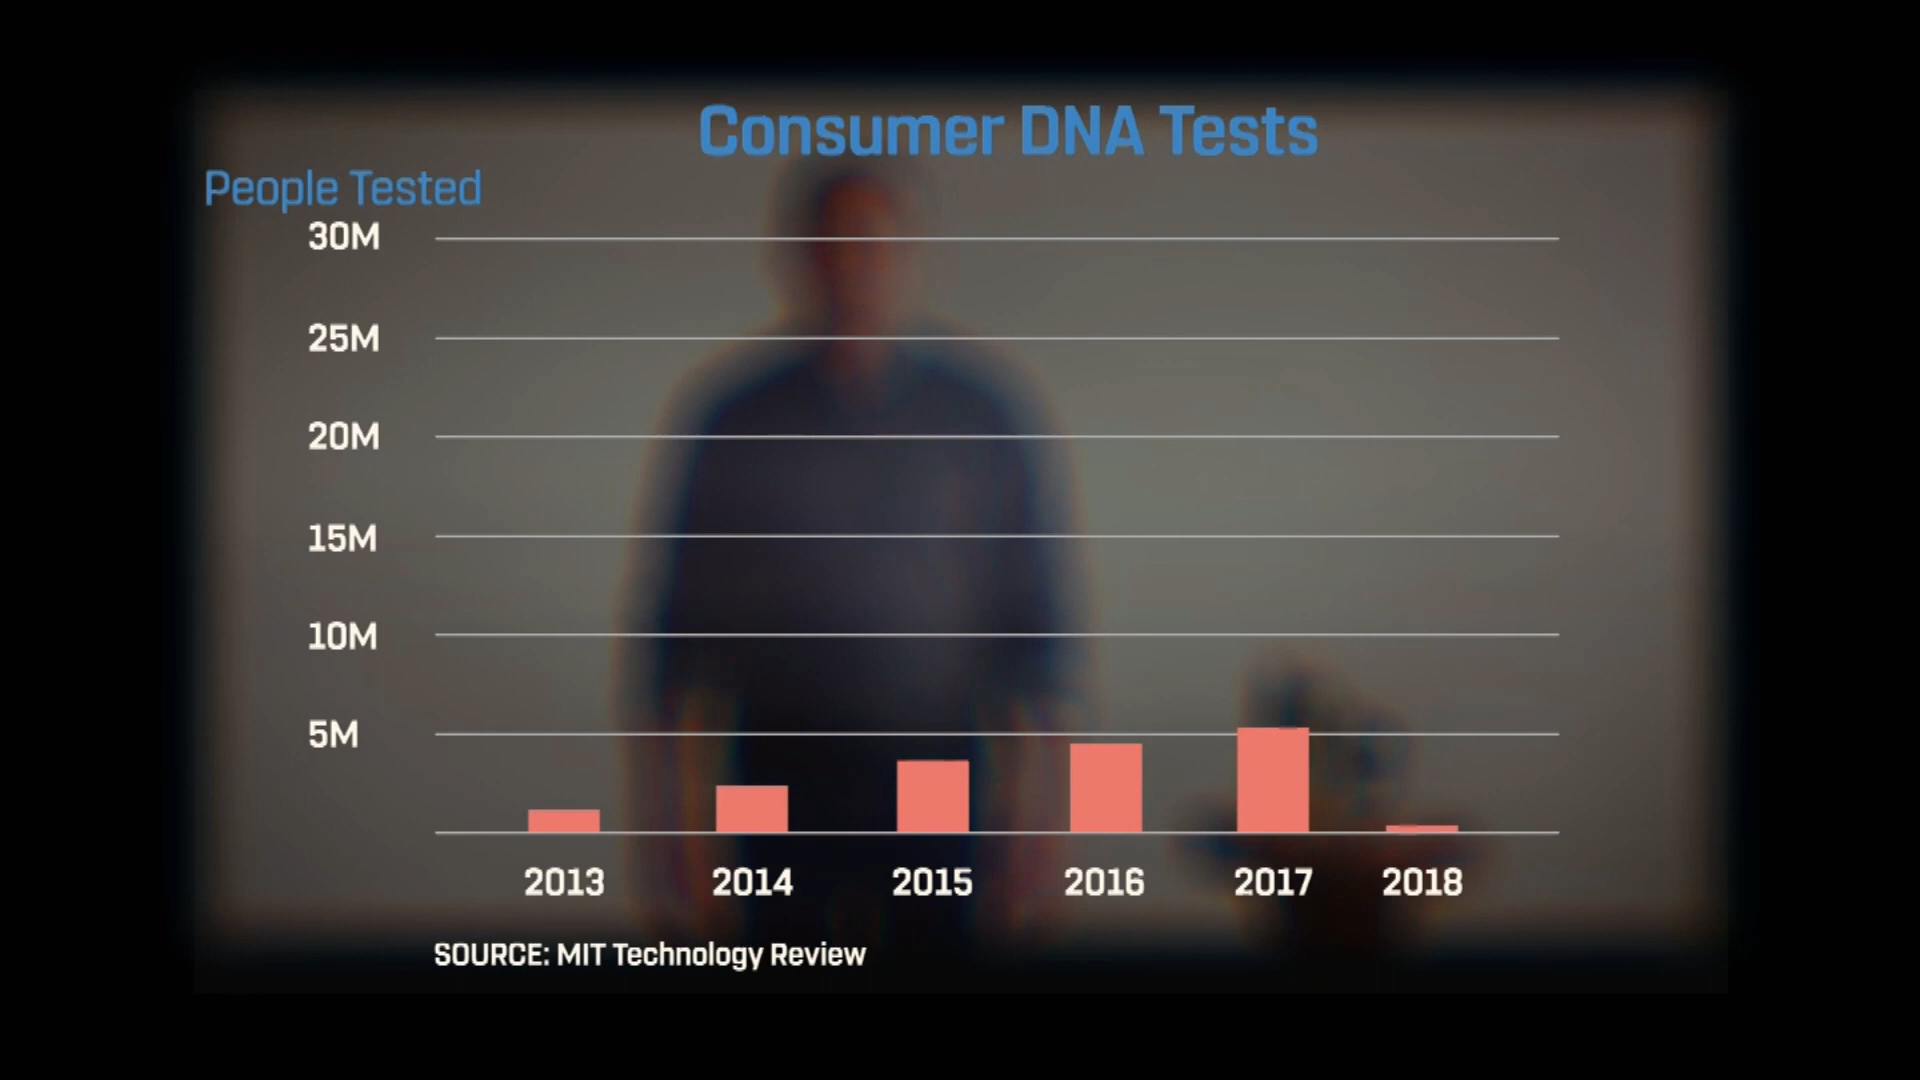 Consumer DNA Tests
People Tested
30M
25M
20M
15M
10M
5M
2013 2014 2015 2016 2017 2018
SOURCE: MIT Technology Review